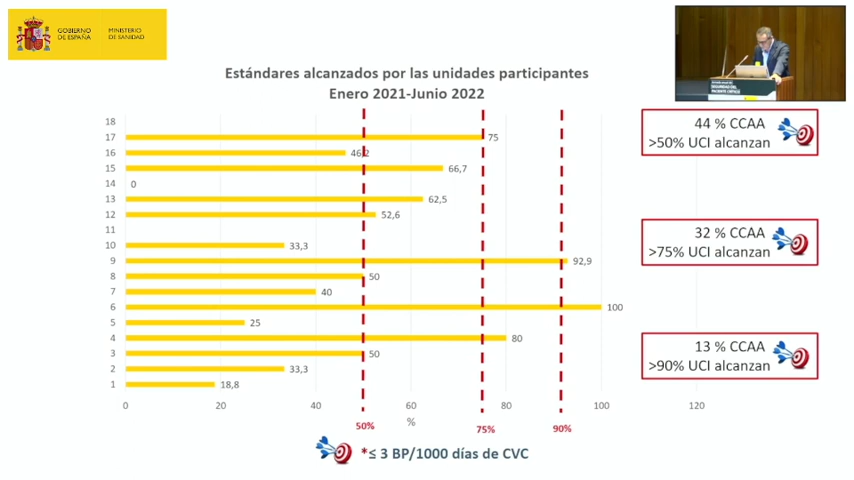 GOBIERNO
DE ESPAÑA
MINISTERIO
DE SANIDAD
Estándares alcanzados por las unidades participantes
Enero 2021-Junio 2022
18
17 75
16 46,2
15 66,7
14 0
13 62,5
12 52,6
11
10 33,3
9 92,9
8 50
7 40
6 100
5 25
4 80
3 50
2 33,3
1 18,8
0 20 40 60 80 100 120
%
50% 75% 90%
*≤ 3 BP/1000 días de CVC
44 % CCAA
>50% UCI alcanzan
32 % CCAA
>75% UCI alcanzan
13 % CCAA
>90% UCI alcanzan
SEGURIDAD DEL
PACIENTE CRÍTICO